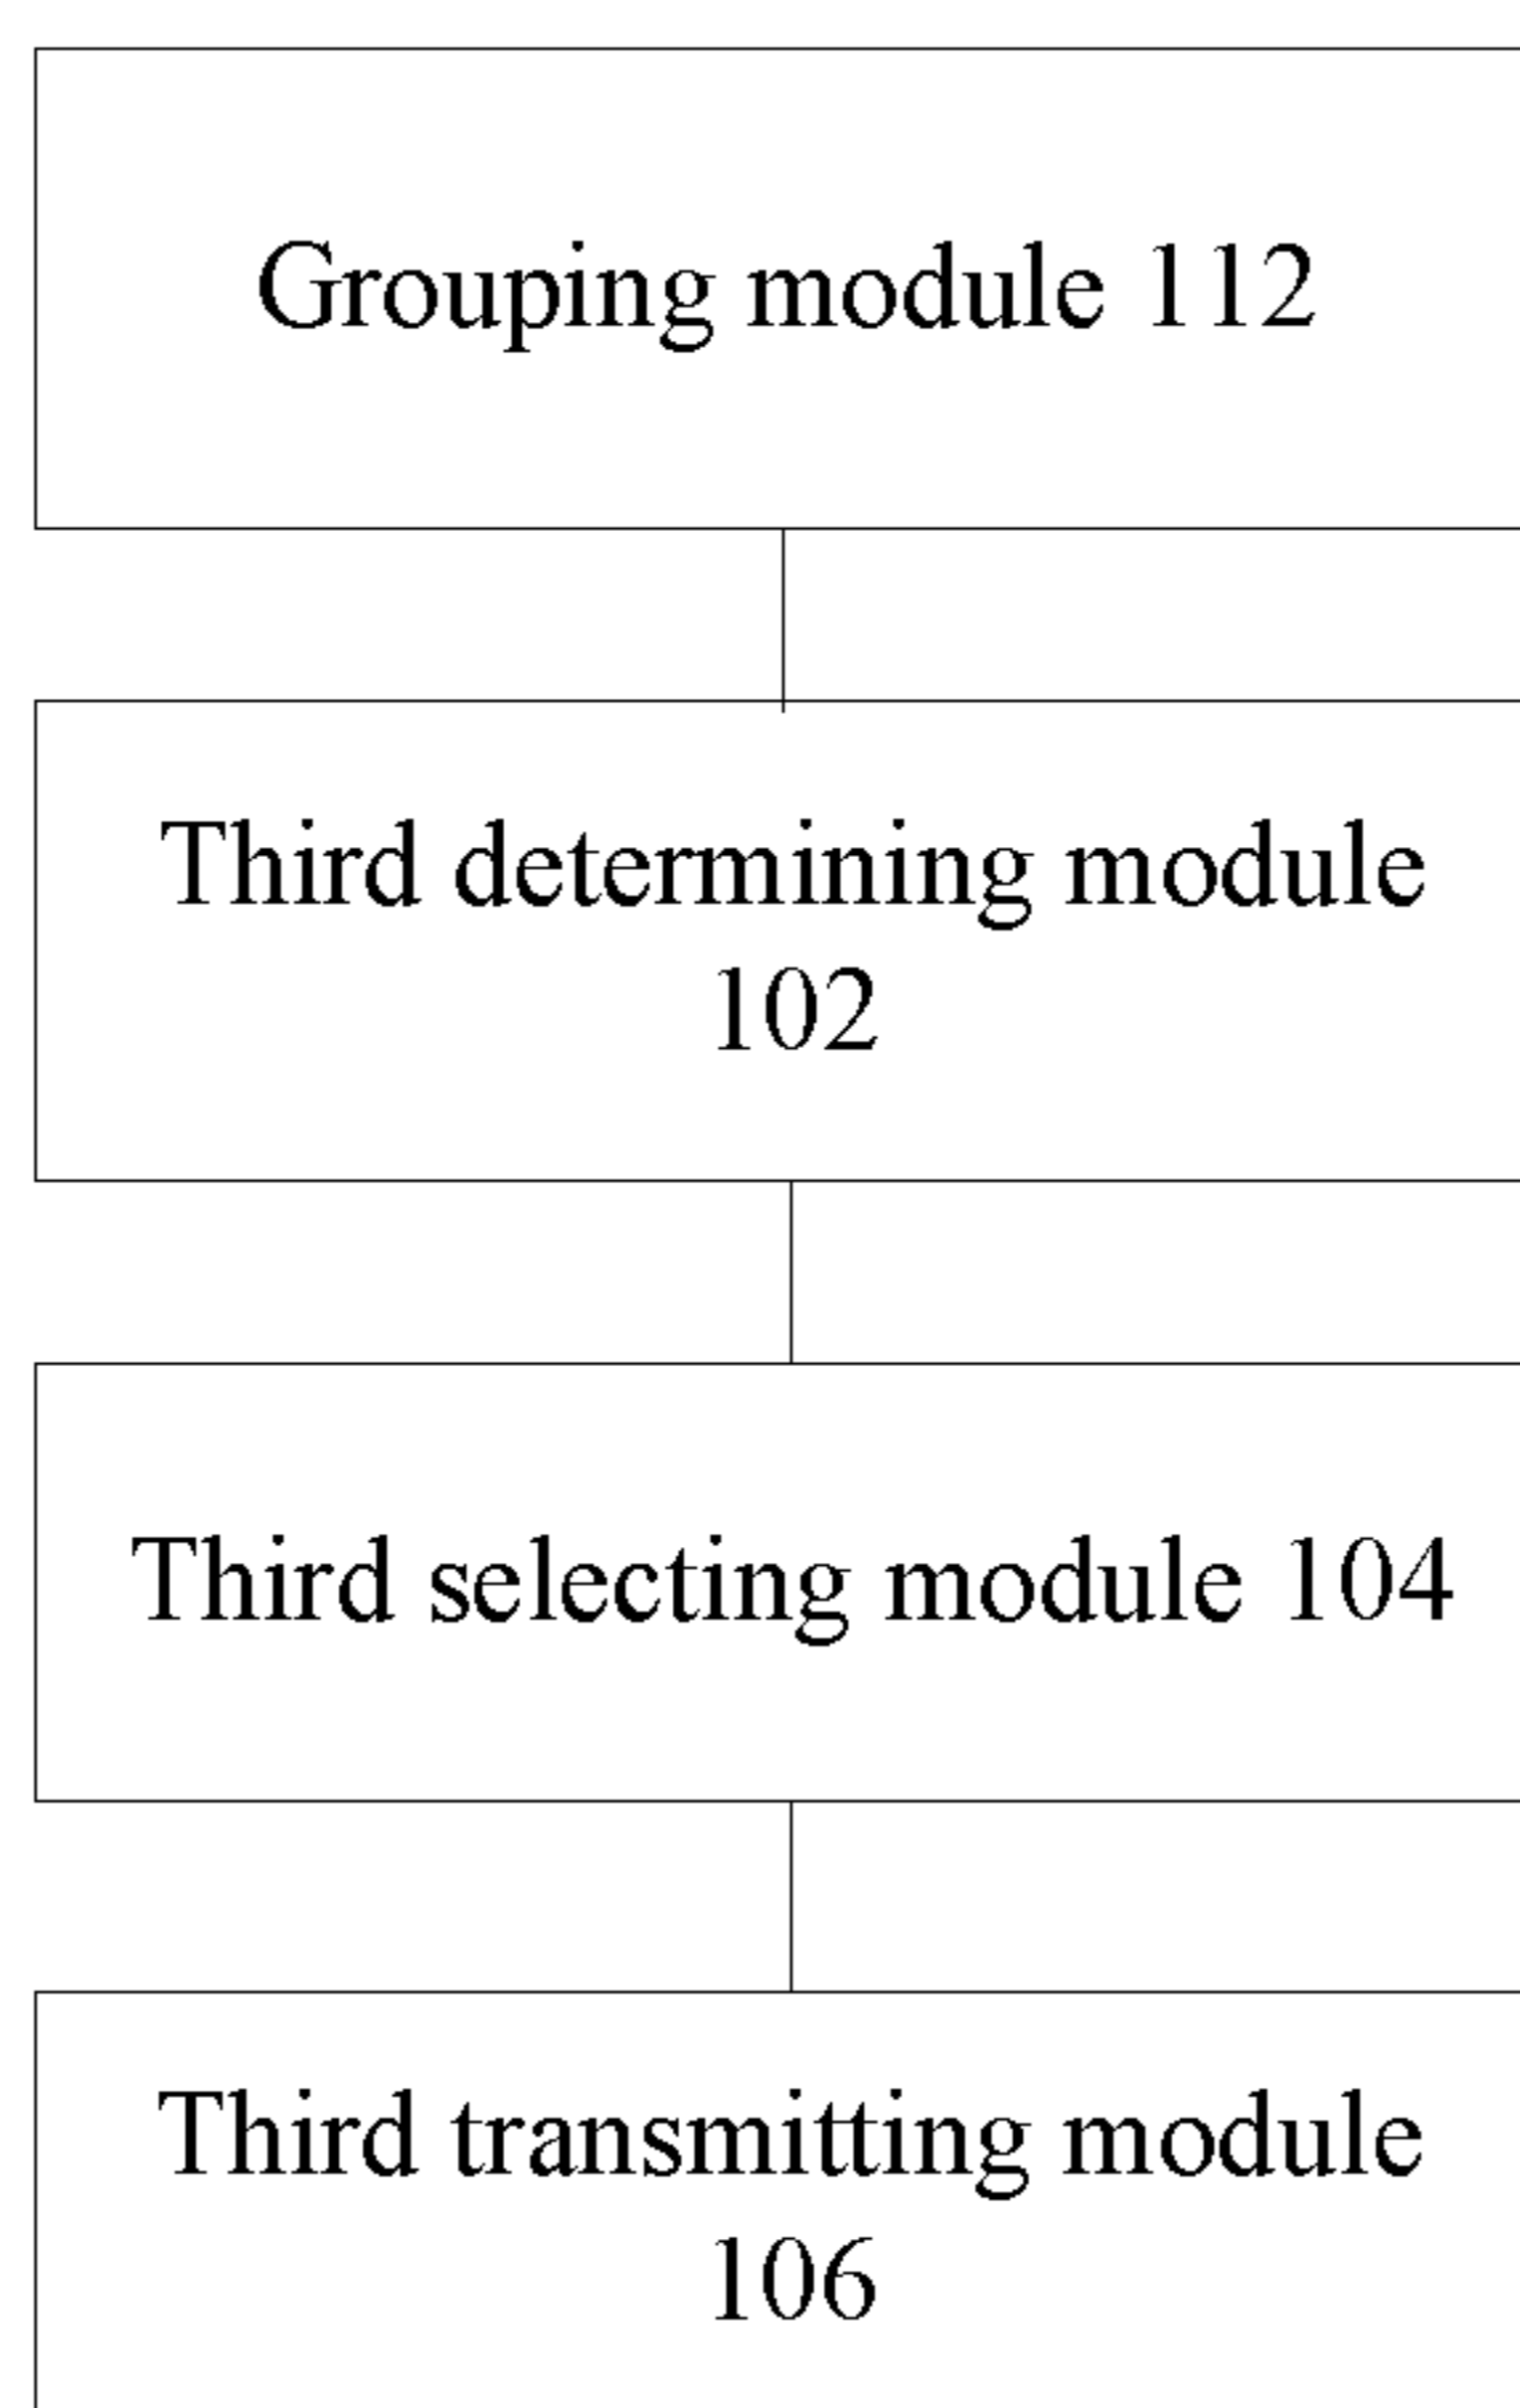 Grouping module 112
Third determining module
102
Third selecting module 104
Third transmitting module
106